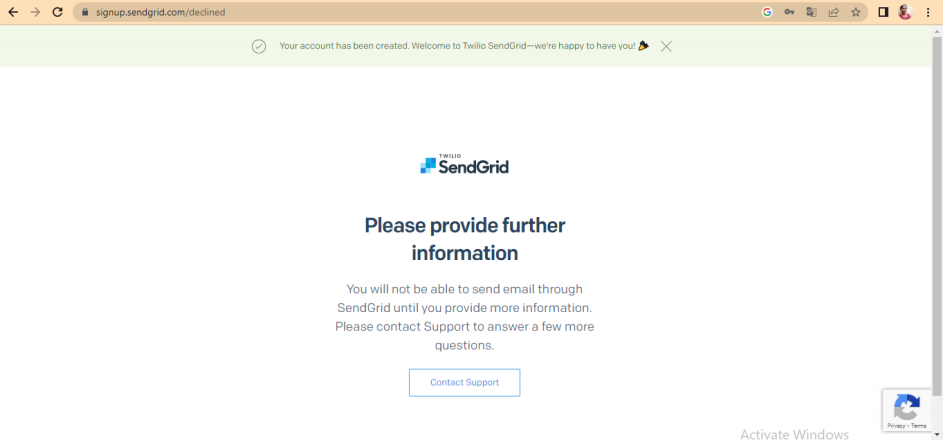 signup.sendgrid.com/declined
Your account has been created. Welcome to Twilio SendGrid—we're happy to have you! 🎉
TWILIO
SendGrid
Please provide further
information
You will not be able to send email through
SendGrid until you provide more information.
Please contact Support to answer a few more
questions.
Contact Support
Privacy - Terms
Activate Windows